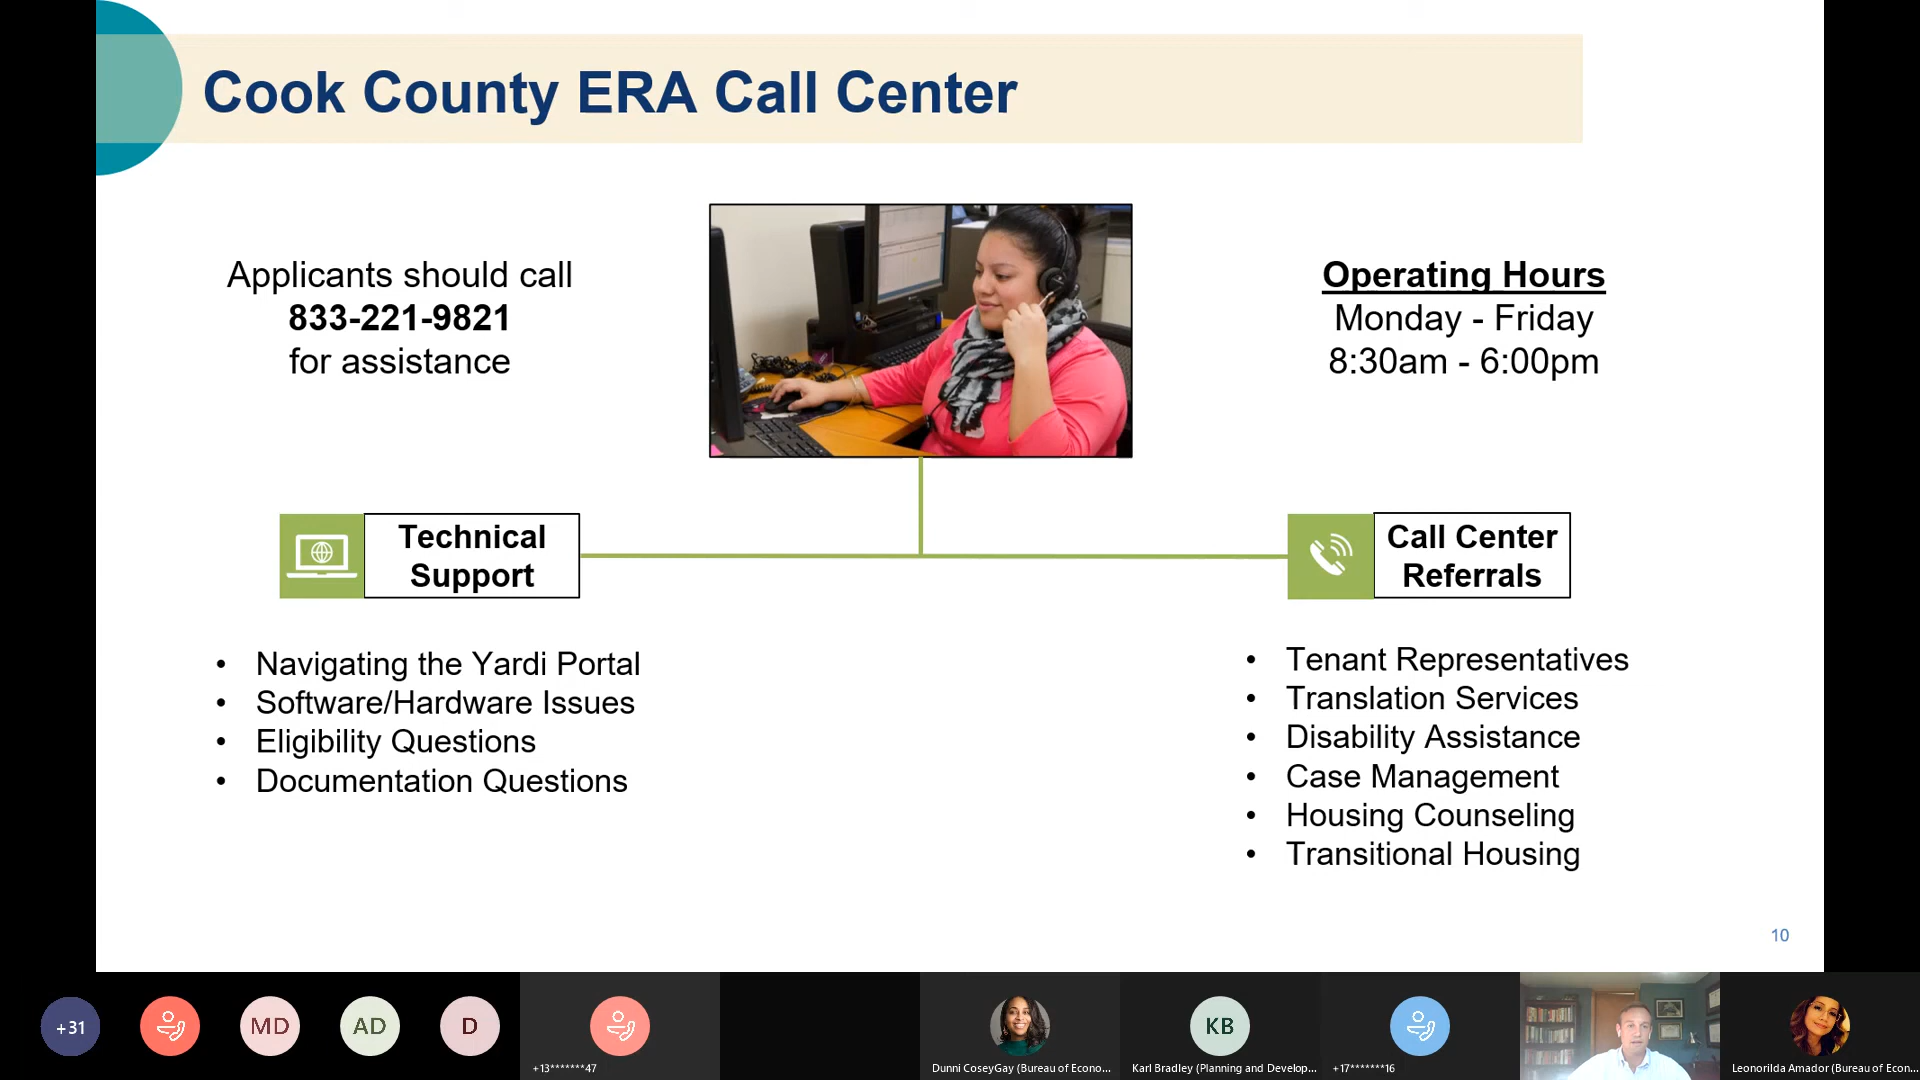 Cook County ERA Call Center
Applicants should call
833-221-9821
for assistance
Operating Hours
Monday - Friday
8:30am - 6:00pm
Technical
Support
Call Center
Referrals
• Navigating the Yardi Portal
• Software/Hardware Issues
• Eligibility Questions
• Documentation Questions
• Tenant Representatives
• Translation Services
• Disability Assistance
• Case Management
• Housing Counseling
• Transitional Housing
10
+31
MD
AD
D
KB
+13*******47
Dunni CoseyGay (Bureau of Econo...
Karl Bradley (Planning and Develop...
+17*******16
Leonorilda Amador (Bureau of Econ...